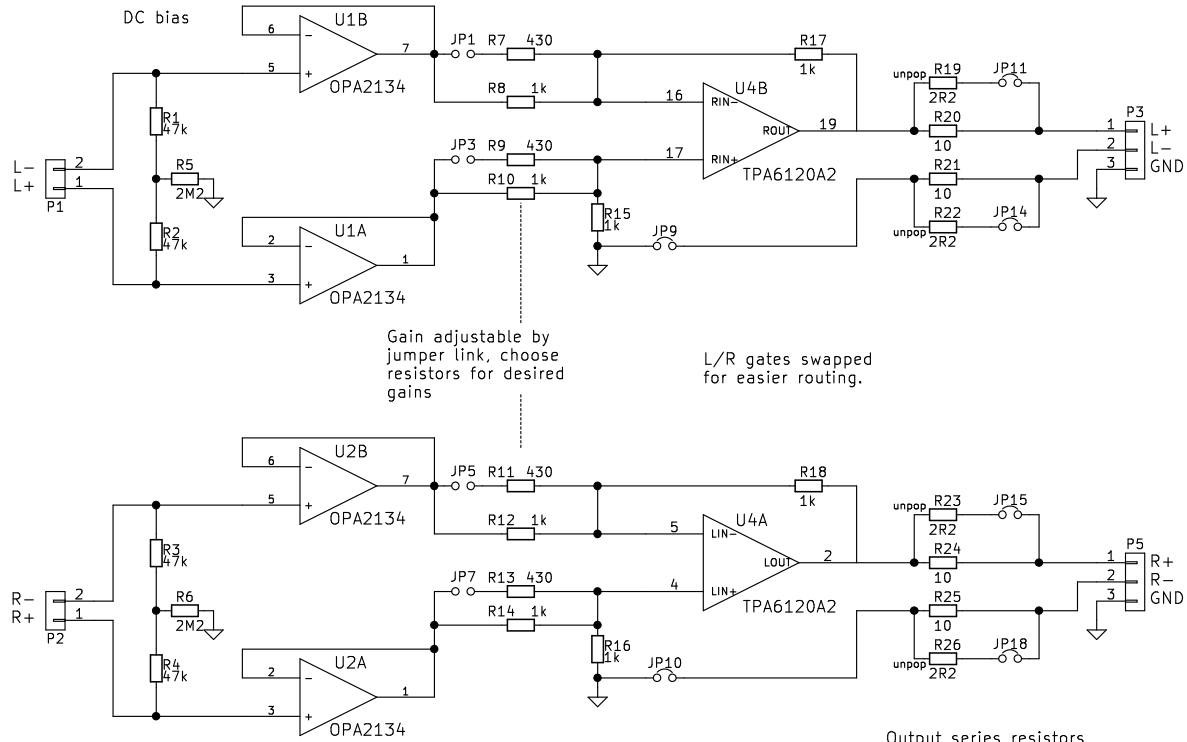 DC bias
U1B
6
7
5
OPA2134
JP1 R7 430
R8 1k
R17
1k
U4B
16 RIN-
ROUT 19
17 RIN+
TPA6120A2
unpop R19 JP11
2R2
R20
10
R21
10
R22 JP14
unpop 2R2
P3
1 L+
2 L-
3 GND
R1
47k
R5
2M2
L- 2
L+ 1
P1
R2
47k
JP3 R9 430
R10 1k
R15
1k
JP9
U1A
2
1
3
OPA2134
Gain adjustable by
jumper link, choose
resistors for desired
gains
L/R gates swapped
for easier routing.
U2B
6
7
5
OPA2134
JP5 R11 430
R12 1k
R18
1k
U4A
5 LIN-
LOUT 2
4 LIN+
TPA6120A2
unpop R23 JP15
2R2
R24
10
R25
10
R26 JP18
unpop 2R2
P5
1 R+
2 R-
3 GND
R3
47k
R6
2M2
R- 2
R+ 1
P2
R4
47k
JP7 R13 430
R14 1k
R16
1k
JP10
U2A
2
1
3
OPA2134
Output series resistors